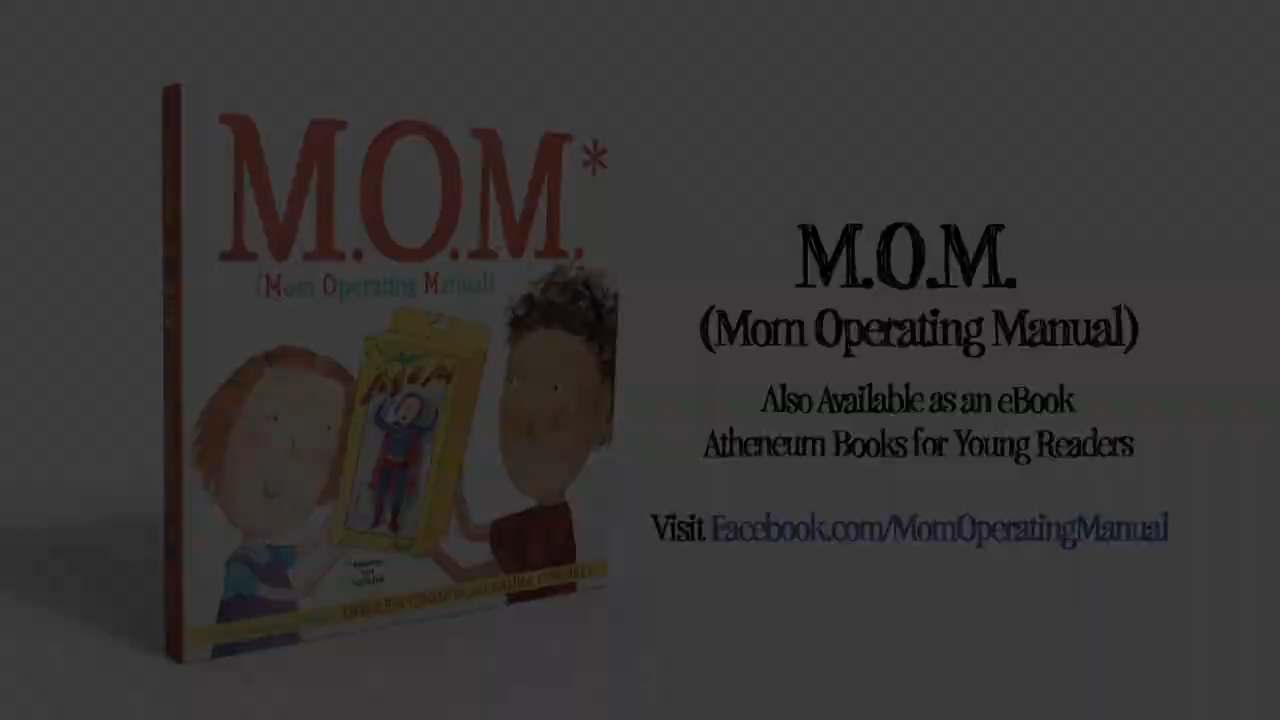 M.O.M.*
(Mom Operating Manual)
M.O.M.
(Mom Operating Manual)
Also Available as an eBook
Atheneum Books for Young Readers
Visit Facebook.com/MomOperatingManual